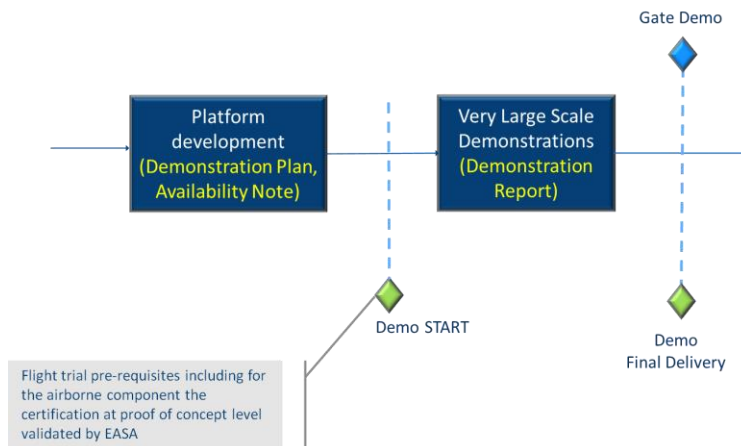 Gate Demo
Platform
development
(Demonstration Plan,
Availability Note)
Very Large Scale
Demonstrations
(Demonstration
Report)
Demo START
Demo
Final Delivery
Flight trial pre-requisites including for
the airborne component the
certification at proof of concept level
validated by EASA